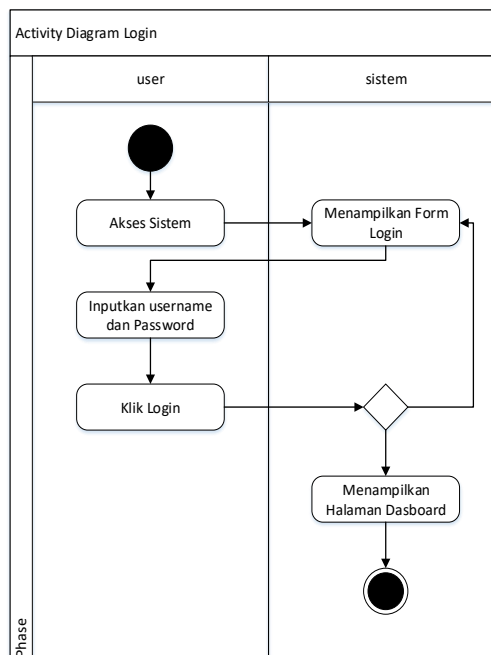 Activity Diagram Login
user
sistem
Akses Sistem
Menampilkan Form
Login
Inputkan username
dan Password
Klik Login
Menampilkan
Halaman Dasboard
Phase